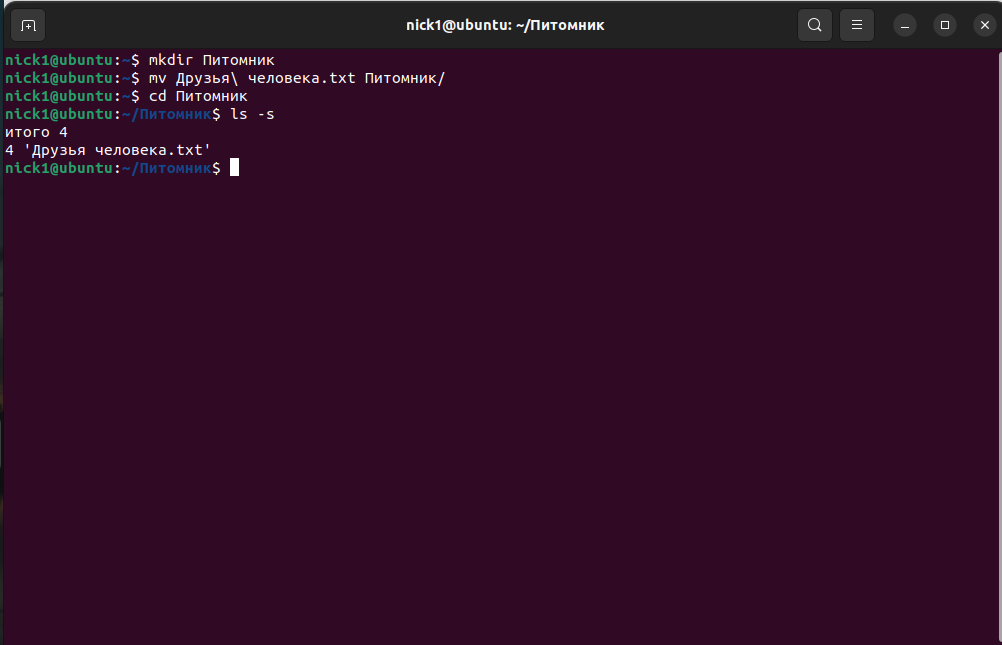 nick1@ubuntu: ~/Питомник
nick1@ubuntu:~$ mkdir Питомник
nick1@ubuntu:~$ mv Друзья\ человека.txt Питомник/
nick1@ubuntu:~$ cd Питомник
nick1@ubuntu:~/Питомник$ ls -s
итого 4
4 'Друзья человека.txt'
nick1@ubuntu:~/Питомник$